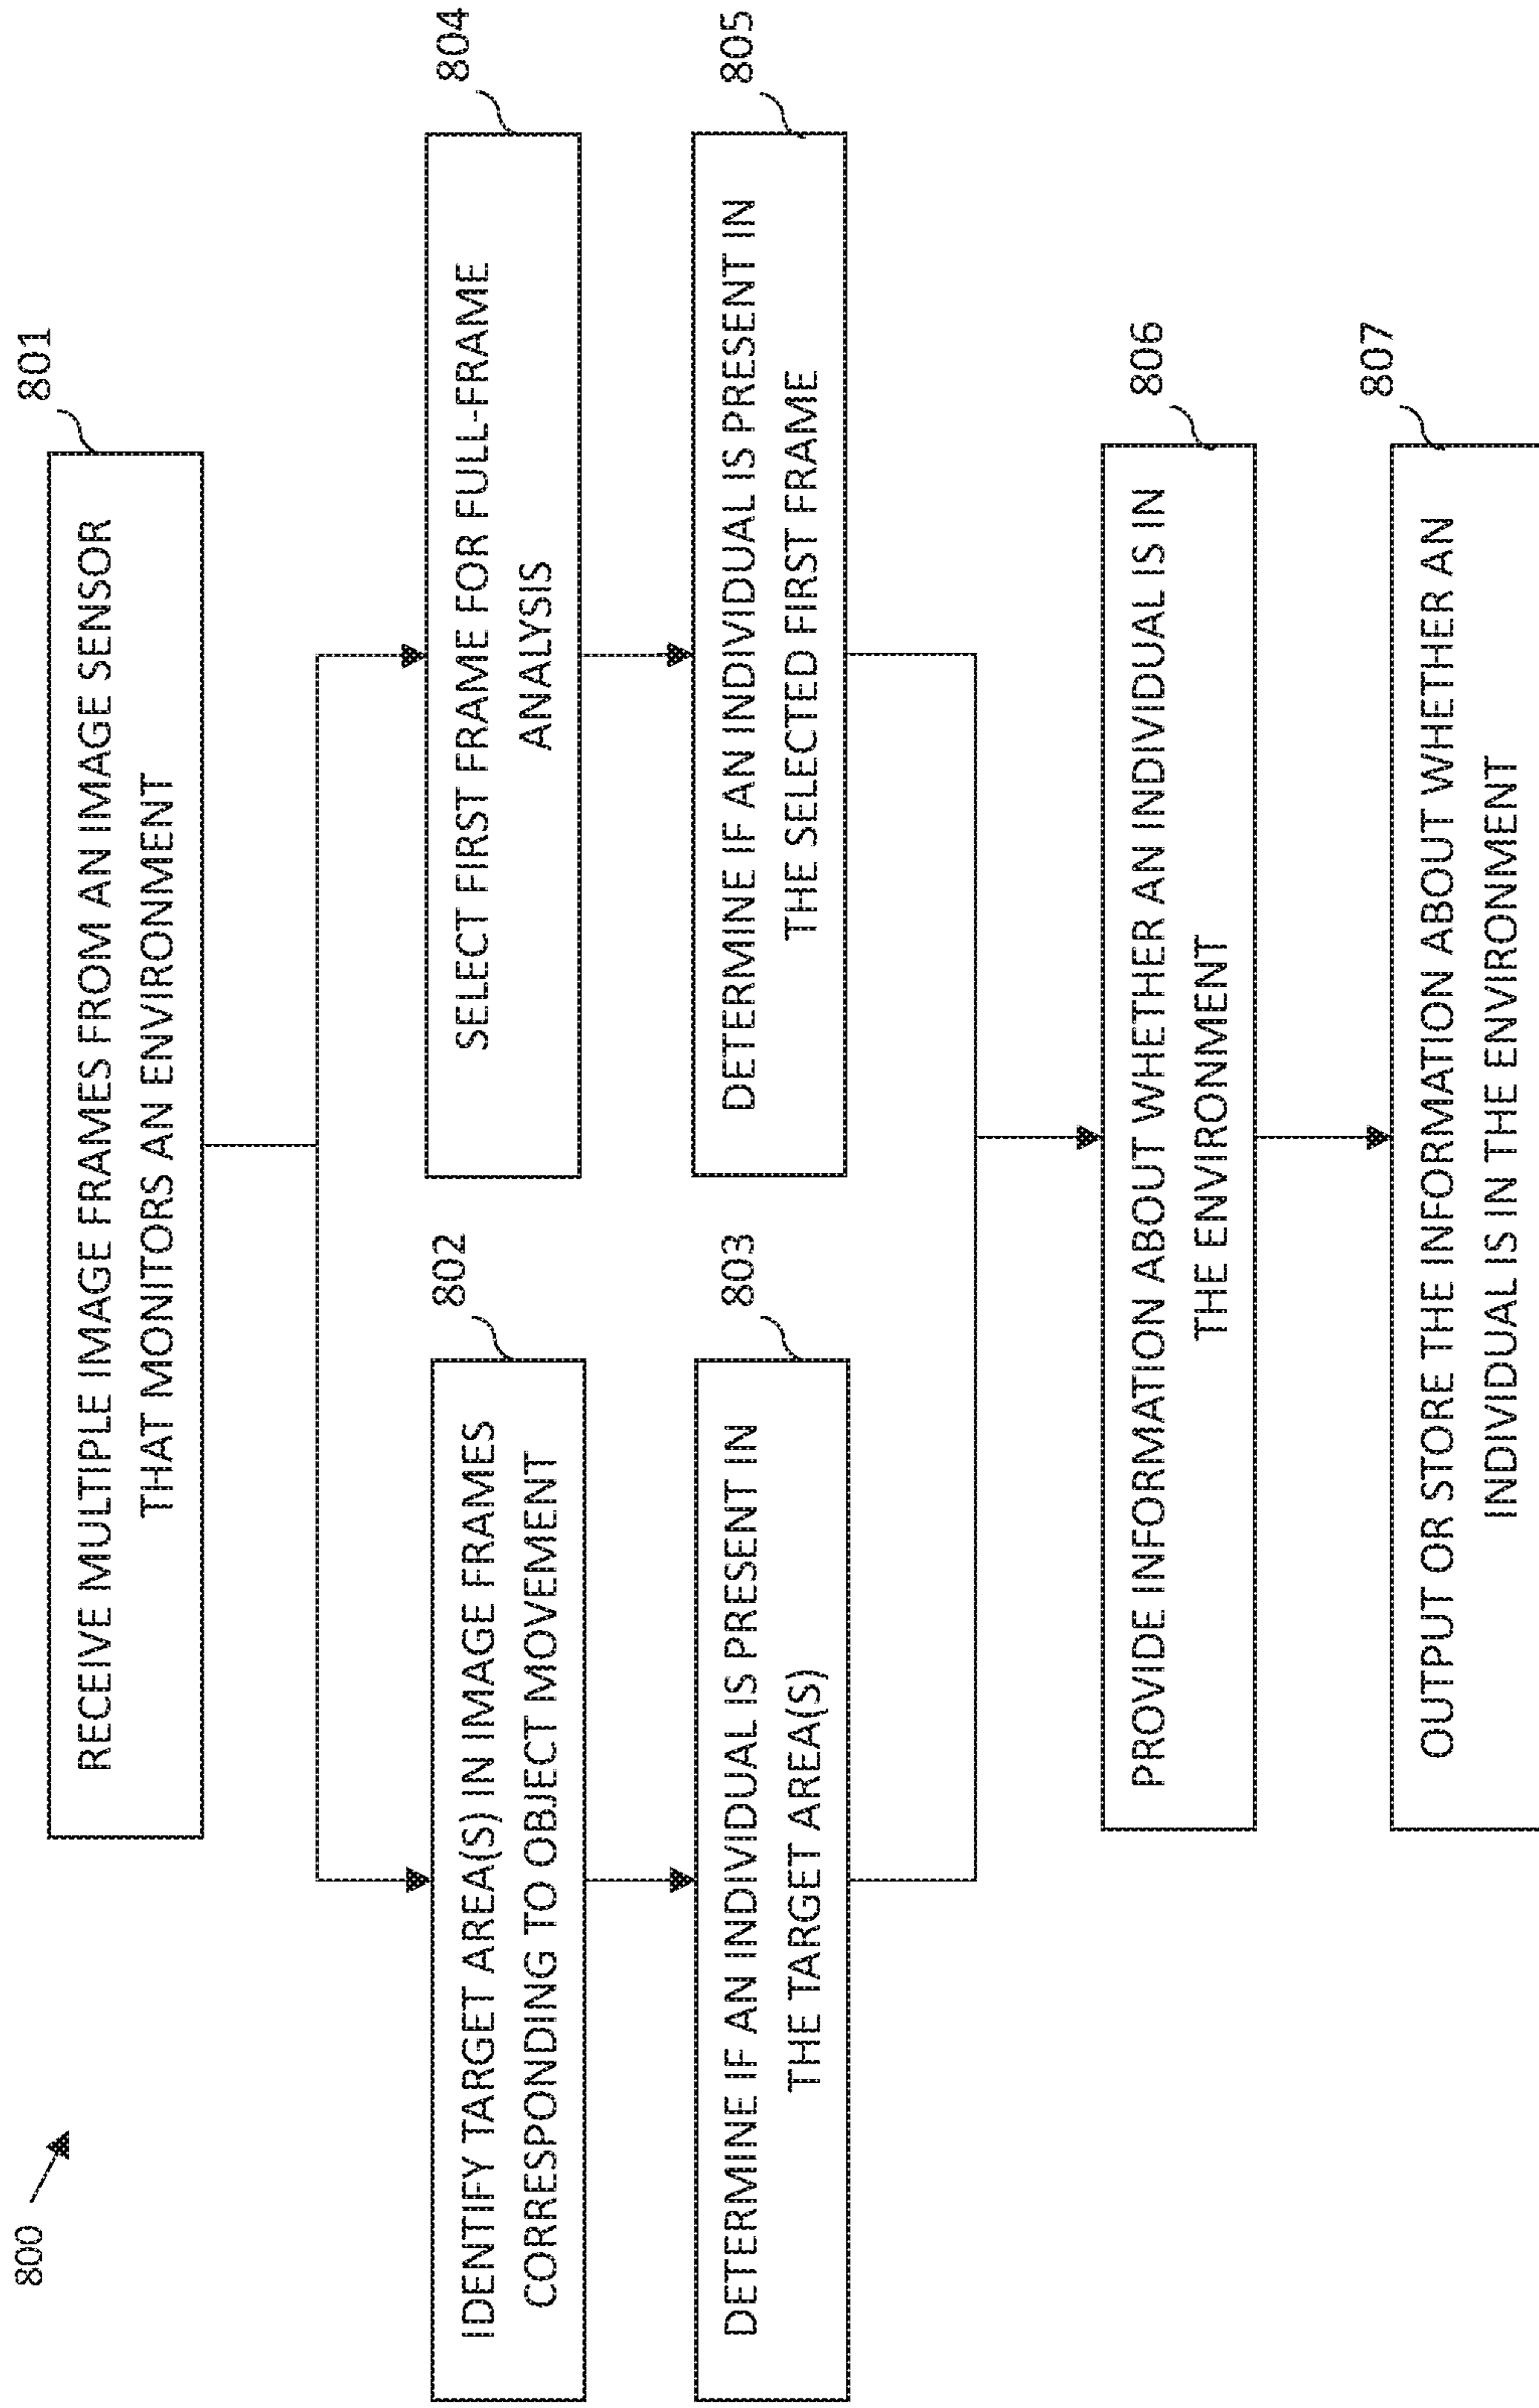 800
801
RECEIVE MULTIPLE IMAGE FRAMES FROM AN IMAGE SENSOR
THAT MONITORS AN ENVIRONMENT
802
IDENTIFY TARGET AREA(S) IN IMAGE FRAMES
CORRESPONDING TO OBJECT MOVEMENT
803
DETERMINE IF AN INDIVIDUAL IS PRESENT IN
THE TARGET AREA(S)
804
SELECT FIRST FRAME FOR FULL-FRAME
ANALYSIS
805
DETERMINE IF AN INDIVIDUAL IS PRESENT IN
THE SELECTED FIRST FRAME
806
PROVIDE INFORMATION ABOUT WHETHER AN INDIVIDUAL IS IN
THE ENVIRONMENT
807
OUTPUT OR STORE THE INFORMATION ABOUT WHETHER AN
INDIVIDUAL IS IN THE ENVIRONMENT